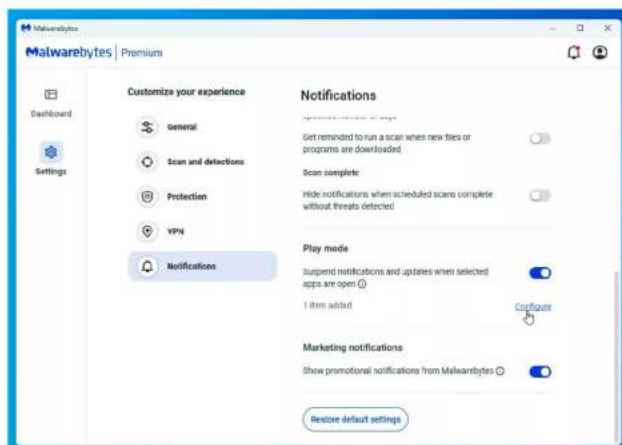 Malwarebytes
Malwarebytes | Premium
Dashboard
Settings
Customize your experience
General
Scan and detections
Protection
VPN
Notifications
Notifications
Get reminded to run a scan when new files or
programs are downloaded
Scan complete
Hide notifications when scheduled scans complete
without threats detected
Play mode
Suspend notifications and updates when selected
apps are open
1 item added
Configure
Marketing notifications
Show promotional notifications from Malwarebytes
Restore default settings